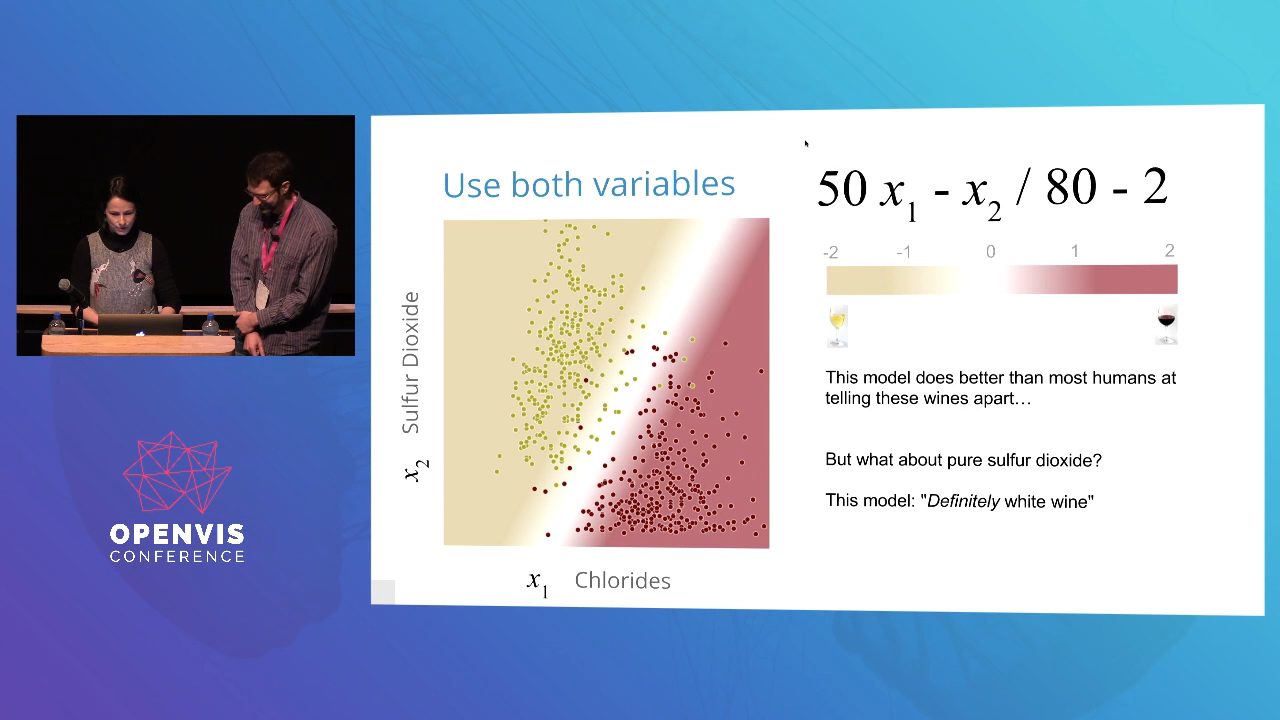 Use both variables
50 x1 - x2 / 80 - 2
-2 -1 0 1 2
This model does better than most humans at
telling these wines apart…
But what about pure sulfur dioxide?
This model: "Definitely white wine"
x2 Sulfur Dioxide
x1 Chlorides
OPENVIS
CONFERENCE